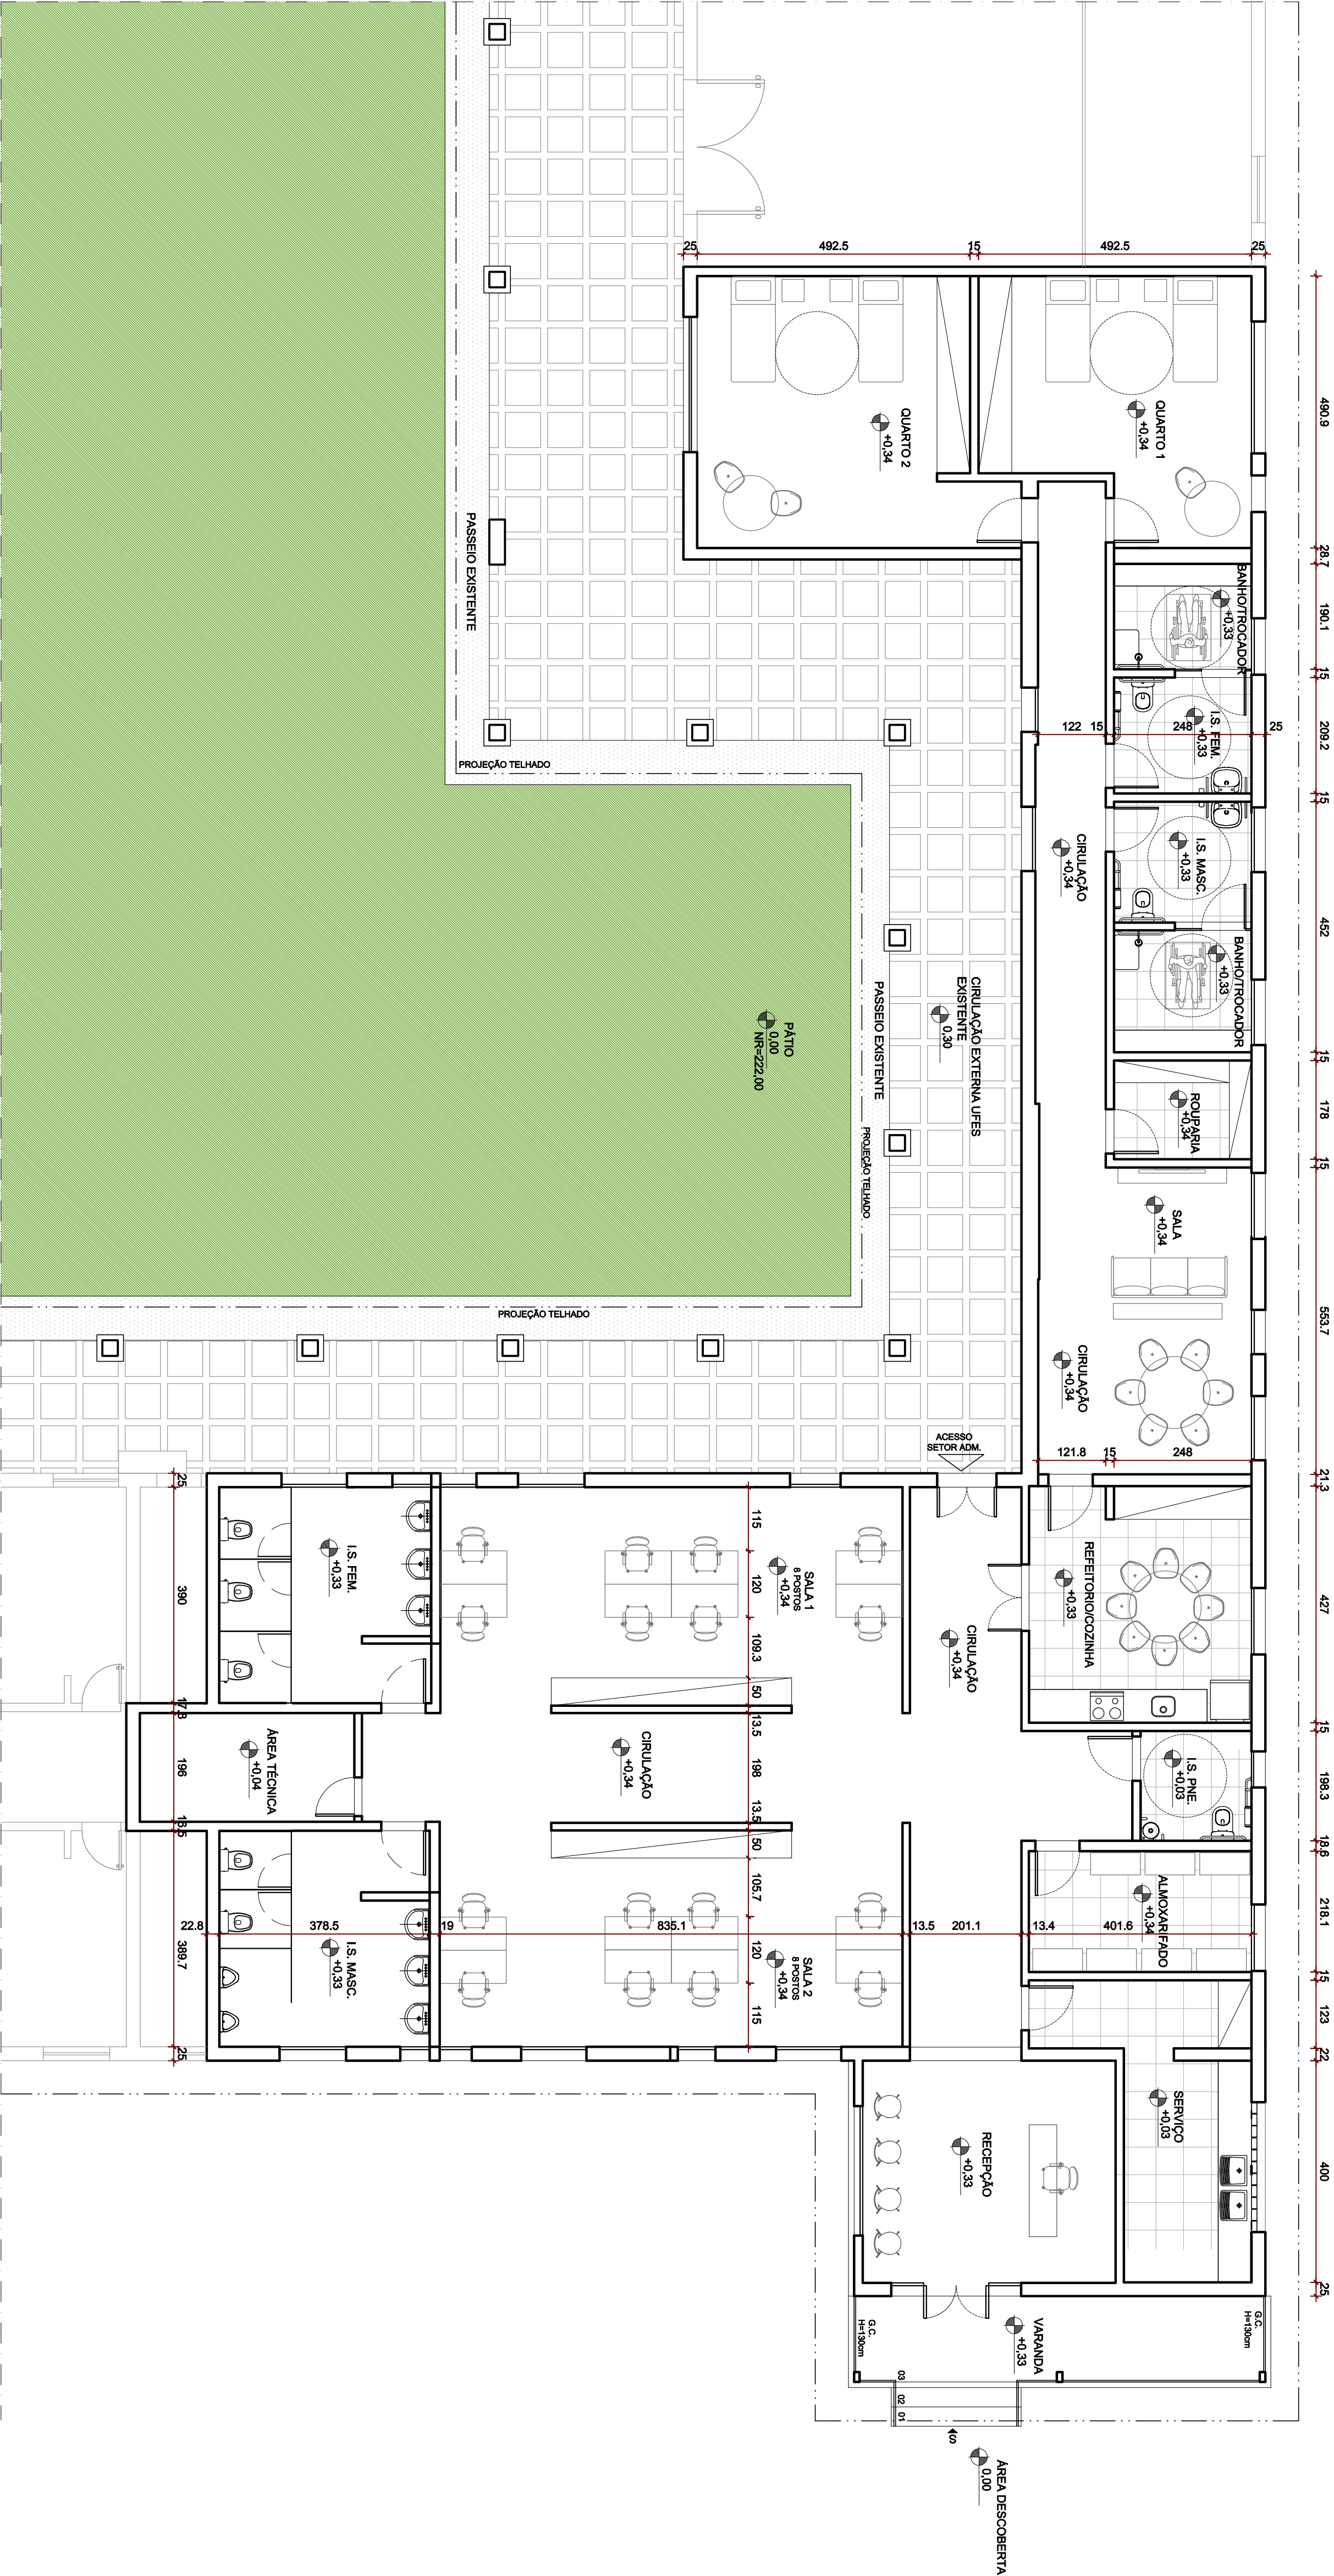 25
492.5
15
492.5
25
490.9
28.7
190.1
15
209.2
15
452
15
178
15
553.7
21.3
427
15
198.3
18.6
218.1
15
123
22
400
25
QUARTO 1
+0,34
QUARTO 2
+0,34
BANHO/TROCADOR
+0,33
I.S. FEM.
+0,33
122
15
248
25
I.S. MASC.
+0,33
BANHO/TROCADOR
+0,33
CIRULAÇÃO
+0,34
ROUPARIA
+0,34
SALA
+0,34
CIRULAÇÃO
+0,34
121.8
15
248
PASSEIO EXISTENTE
PROJEÇÃO TELHADO
CIRULAÇÃO EXTERNA UFES
EXISTENTE
0,30
PASSEIO EXISTENTE
PÁTIO
0,00
NR=222,00
PROJEÇÃO TELHADO
PROJEÇÃO TELHADO
ACESSO
SETOR ADM.
REFEITORIO/COZINHA
+0,33
CIRULAÇÃO
+0,34
SALA 1
8 POSTOS
+0,34
115
120
109.3
50
13.5
198
13.5
50
105.7
120
115
I.S. FEM.
+0,33
25
390
17.8
196
16.5
389.7
25
ÁREA TÉCNICA
+0,04
CIRULAÇÃO
+0,34
I.S. PNE.
+0,03
ALMOXARIFADO
+0,34
22.8
378.5
19
835.1
13.5
201.1
13.4
401.6
I.S. MASC.
+0,33
SALA 2
8 POSTOS
+0,34
SERVIÇO
+0,03
RECEPÇÃO
+0,33
VARANDA
+0,33
G.C.
H=130cm
G.C.
H=130cm
03
02
01
S
ÁREA DESCOBERTA
0,00